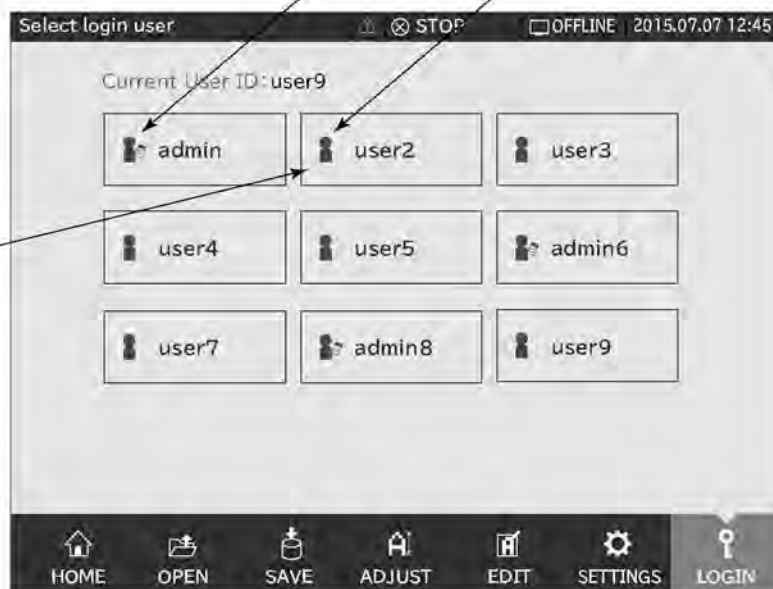 Select login user STOP OFFLINE 2015.07.07 12:45
Current User ID:user9
admin user2 user3
user4 user5 admin6
user7 admin8 user9
HOME OPEN SAVE ADJUST EDIT SETTINGS LOGIN